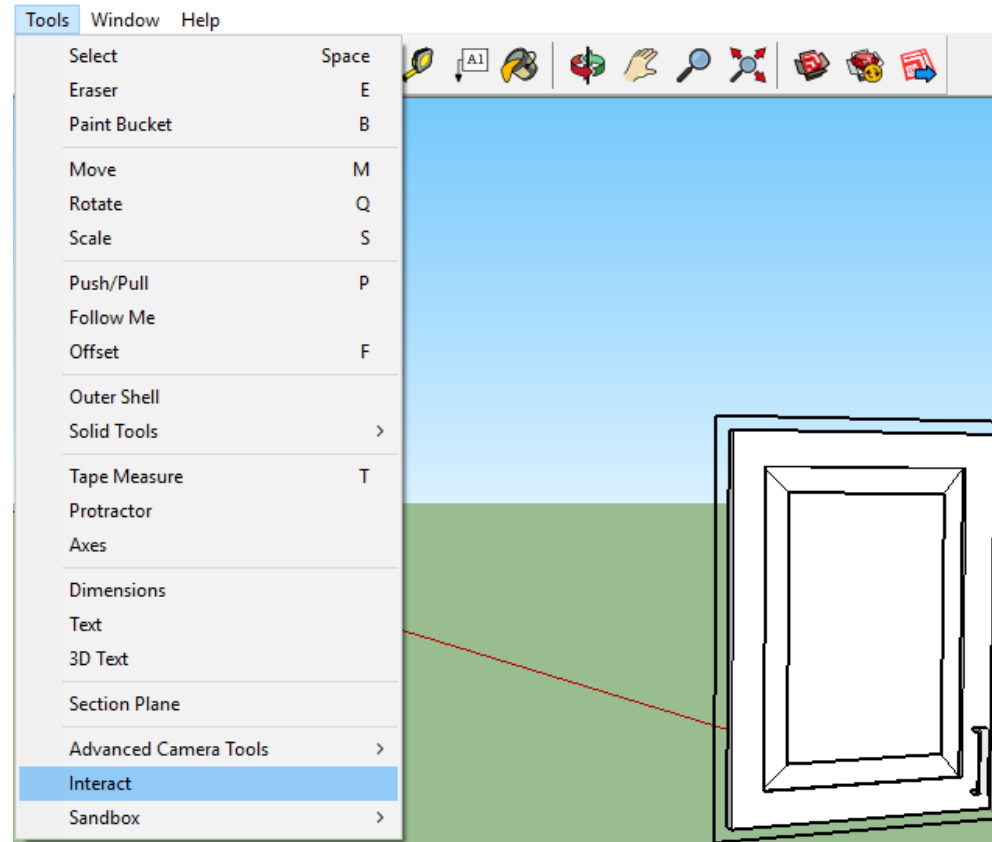 Tools Window Help
Select Space
Eraser E
Paint Bucket B
Move M
Rotate Q
Scale S
Push/Pull P
Follow Me
Offset F
Outer Shell
Solid Tools
Tape Measure T
Protractor
Axes
Dimensions
Text
3D Text
Section Plane
Advanced Camera Tools
Interact
Sandbox
A1